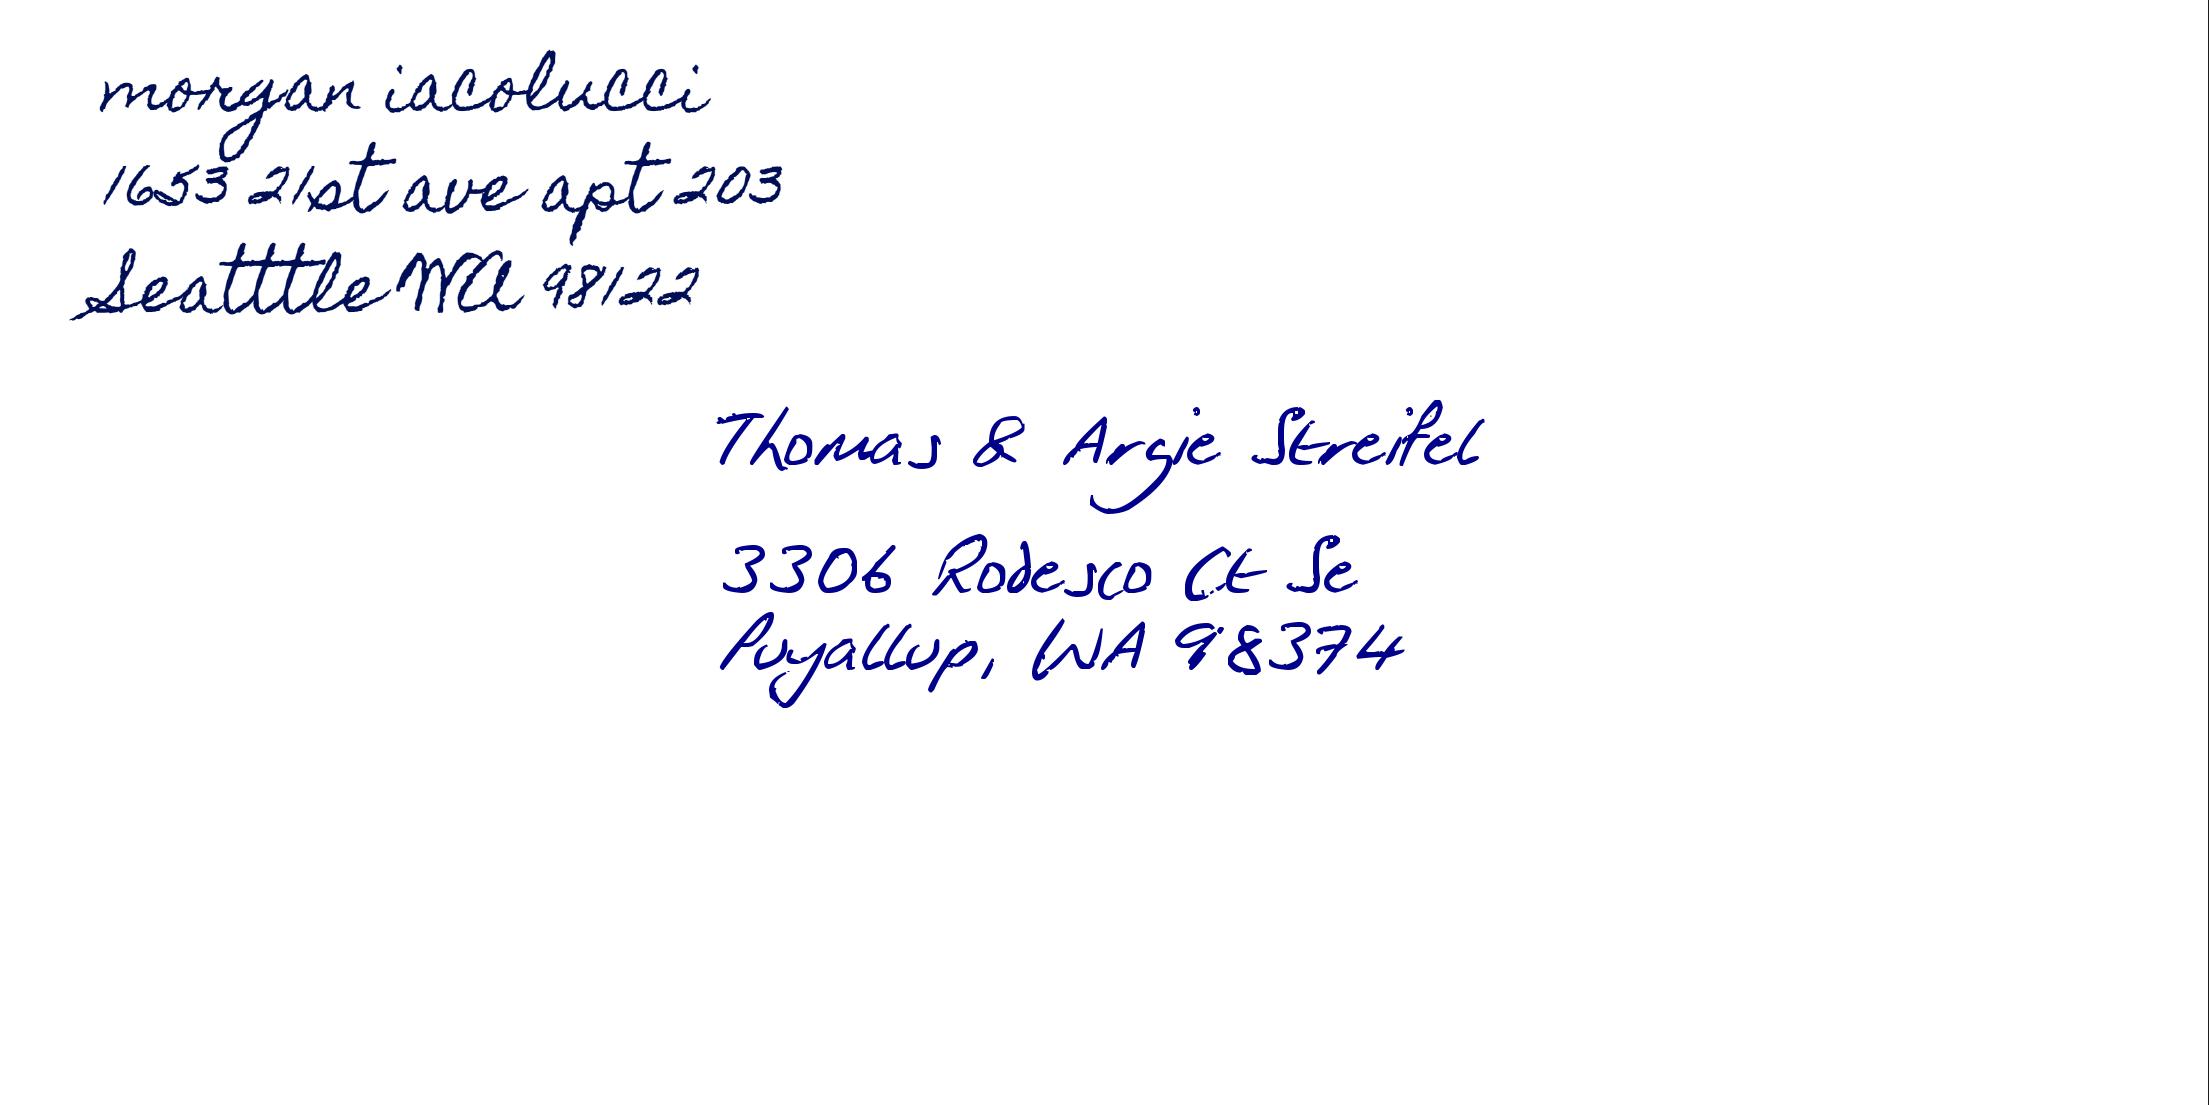 morgan iacolucci
1653 21st ave apt 203
Seatttle WA 98122
Thomas & Argie Streifel
3306 Rodesco Ct Se
Puyallup, WA 98374